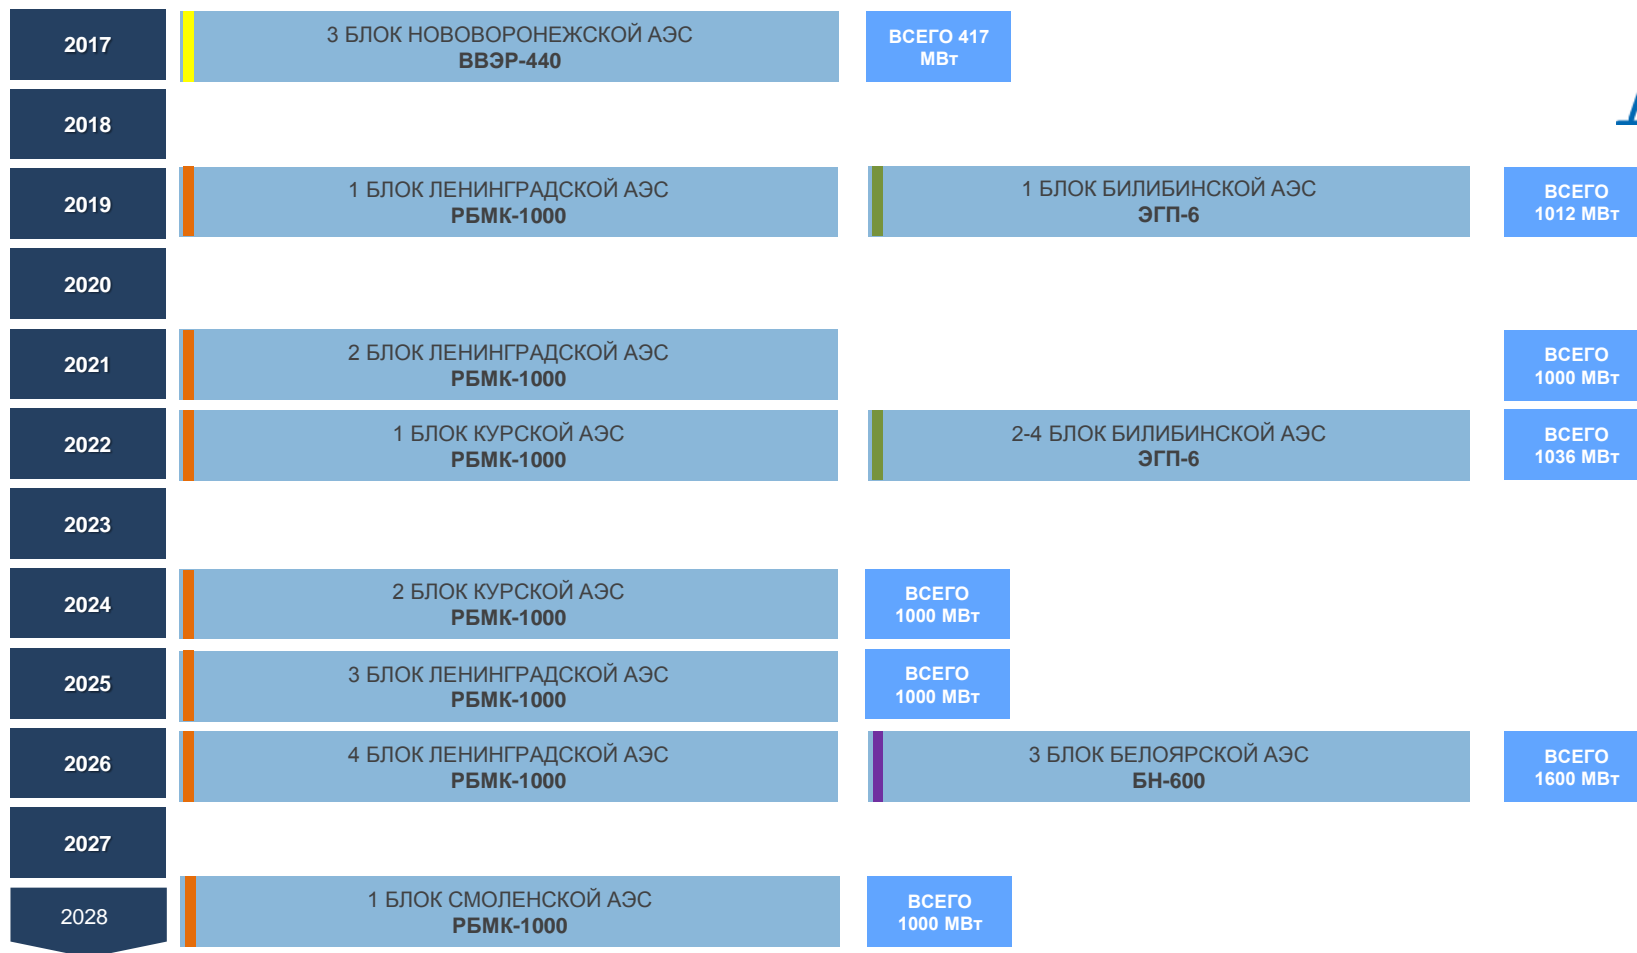 2017
3 БЛОК НОВОВОРОНЕЖСКОЙ АЭС
ВВЭР-440
ВСЕГО 417
МВт
2018
2019
1 БЛОК ЛЕНИНГРАДСКОЙ АЭС
РБМК-1000
1 БЛОК БИЛИБИНСКОЙ АЭС
ЭГП-6
ВСЕГО
1012 МВт
2020
2021
2 БЛОК ЛЕНИНГРАДСКОЙ АЭС
РБМК-1000
ВСЕГО
1000 МВт
2022
1 БЛОК КУРСКОЙ АЭС
РБМК-1000
2-4 БЛОК БИЛИБИНСКОЙ АЭС
ЭГП-6
ВСЕГО
1036 МВт
2023
2024
2 БЛОК КУРСКОЙ АЭС
РБМК-1000
ВСЕГО
1000 МВт
2025
3 БЛОК ЛЕНИНГРАДСКОЙ АЭС
РБМК-1000
ВСЕГО
1000 МВт
2026
4 БЛОК ЛЕНИНГРАДСКОЙ АЭС
РБМК-1000
3 БЛОК БЕЛОЯРСКОЙ АЭС
БН-600
ВСЕГО
1600 МВт
2027
2028
1 БЛОК СМОЛЕНСКОЙ АЭС
РБМК-1000
ВСЕГО
1000 МВт